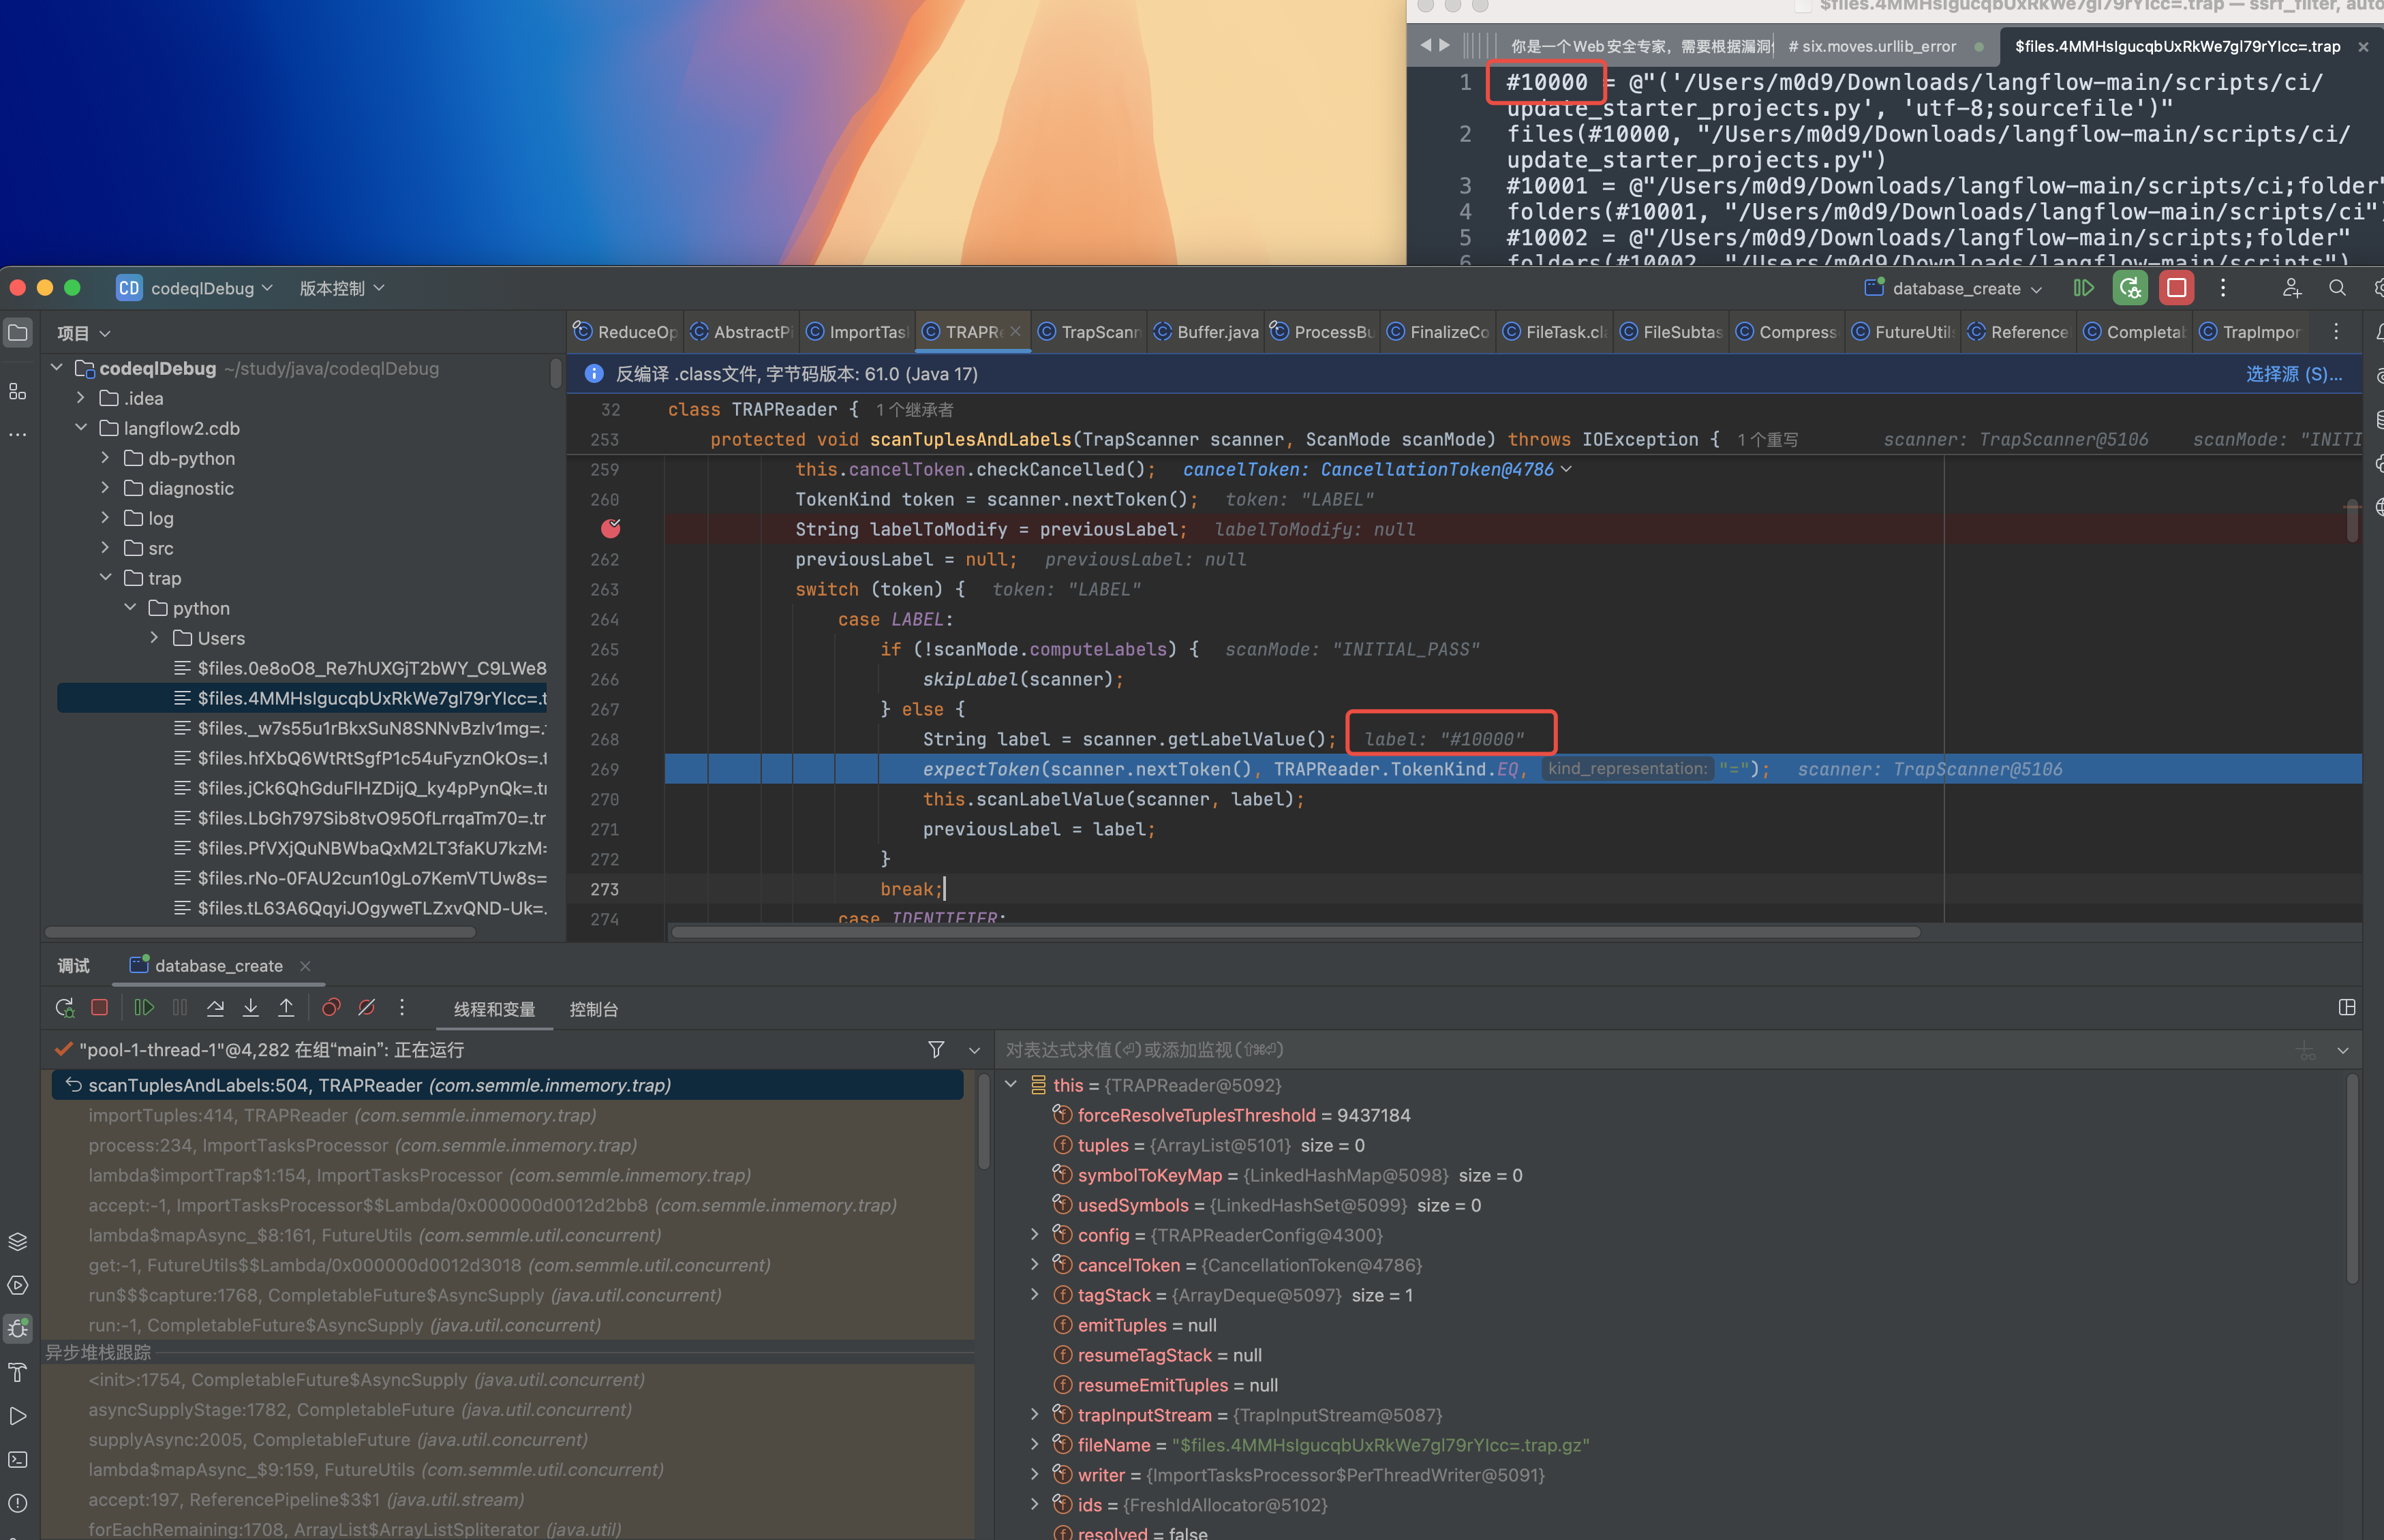 $files.4MMHsIgucqbUxRkWe7gl79rYIcc=.trap — ssrf_filter, auto
你是一个Web安全专家，需要根据漏洞 # six.moves.urllib_error $files.4MMHsIgucqbUxRkWe7gl79rYIcc=.trap
1 #10000 = @"('/Users/m0d9/Downloads/langflow-main/scripts/ci/
update_starter_projects.py', 'utf-8;sourcefile')"
2 files(#10000, "/Users/m0d9/Downloads/langflow-main/scripts/ci/
update_starter_projects.py")
3 #10001 = @"/Users/m0d9/Downloads/langflow-main/scripts/ci;folder"
4 folders(#10001, "/Users/m0d9/Downloads/langflow-main/scripts/ci")
5 #10002 = @"/Users/m0d9/Downloads/langflow-main/scripts;folder"
6 folders(#10002, "/Users/m0d9/Downloads/langflow-main/scripts")
CD codeqlDebug 版本控制 database_create
项目
ReduceOp AbstractPi ImportTas TRAPRe TrapScann Buffer.java ProcessBu FinalizeCo FileTask.cl FileSubtas Compress FutureUtil Reference Completa TrapImpor
codeqlDebug ~/study/java/codeqlDebug
.idea
langflow2.cdb
db-python
diagnostic
log
src
trap
python
Users
$files.0e8oO8_Re7hUXGjT2bWY_C9LWe8
$files.4MMHsIgucqbUxRkWe7gl79rYIcc=.t
$files._w7s55u1rBkxSuN8SNNvBzlv1mg=.
$files.hfXbQ6WtRtSgfP1c54uFyznOkOs=.t
$files.jCk6QhGduFlHZDijQ_ky4pPynQk=.tr
$files.LbGh797Sib8tvO95OfLrrqaTm70=.tr
$files.PfVXjQuNBWbaQxM2LT3faKU7kzM=
$files.rNo-0FAU2cun10gLo7KemVTUw8s=
$files.tL63A6QqyiJOgyweTLZxvQND-Uk=.
反编译 .class文件, 字节码版本: 61.0 (Java 17) 选择源 (S)...
32 class TRAPReader { 1 个继承者
253 protected void scanTuplesAndLabels(TrapScanner scanner, ScanMode scanMode) throws IOException { 1 个重写 scanner: TrapScanner@5106 scanMode: "INITI
259 this.cancelToken.checkCancelled(); cancelToken: CancellationToken@4786
260 TokenKind token = scanner.nextToken(); token: "LABEL"
String labelToModify = previousLabel; labelToModify: null
262 previousLabel = null; previousLabel: null
263 switch (token) { token: "LABEL"
264 case LABEL:
265 if (!scanMode.computeLabels) { scanMode: "INITIAL_PASS"
266 skipLabel(scanner);
267 } else {
268 String label = scanner.getLabelValue(); label: "#10000"
269 expectToken(scanner.nextToken(), TRAPReader.TokenKind.EQ, kind_representation: "="); scanner: TrapScanner@5106
270 this.scanLabelValue(scanner, label);
271 previousLabel = label;
272 }
273 break;
274 case IDENTIFIER:
调试 database_create
线程和变量 控制台
"pool-1-thread-1"@4,282 在组“main”: 正在运行
scanTuplesAndLabels:504, TRAPReader (com.semmle.inmemory.trap)
importTuples:414, TRAPReader (com.semmle.inmemory.trap)
process:234, ImportTasksProcessor (com.semmle.inmemory.trap)
lambda$importTrap$1:154, ImportTasksProcessor (com.semmle.inmemory.trap)
accept:-1, ImportTasksProcessor$$Lambda/0x000000d0012d2bb8 (com.semmle.inmemory.trap)
lambda$mapAsync_$8:161, FutureUtils (com.semmle.util.concurrent)
get:-1, FutureUtils$$Lambda/0x000000d0012d3018 (com.semmle.util.concurrent)
run$$$capture:1768, CompletableFuture$AsyncSupply (java.util.concurrent)
run:-1, CompletableFuture$AsyncSupply (java.util.concurrent)
异步堆栈跟踪
<init>:1754, CompletableFuture$AsyncSupply (java.util.concurrent)
asyncSupplyStage:1782, CompletableFuture (java.util.concurrent)
supplyAsync:2005, CompletableFuture (java.util.concurrent)
lambda$mapAsync_$9:159, FutureUtils (com.semmle.util.concurrent)
accept:197, ReferencePipeline$3$1 (java.util.stream)
forEachRemaining:1708, ArrayList$ArrayListSpliterator (java.util)
对表达式求值(⏎)或添加监视(⇧⌘⏎)
this = {TRAPReader@5092}
forceResolveTuplesThreshold = 9437184
tuples = {ArrayList@5101} size = 0
symbolToKeyMap = {LinkedHashMap@5098} size = 0
usedSymbols = {LinkedHashSet@5099} size = 0
config = {TRAPReaderConfig@4300}
cancelToken = {CancellationToken@4786}
tagStack = {ArrayDeque@5097} size = 1
emitTuples = null
resumeTagStack = null
resumeEmitTuples = null
trapInputStream = {TrapInputStream@5087}
fileName = "$files.4MMHsIgucqbUxRkWe7gl79rYIcc=.trap.gz"
writer = {ImportTasksProcessor$PerThreadWriter@5091}
ids = {FreshIdAllocator@5102}
resolved = false